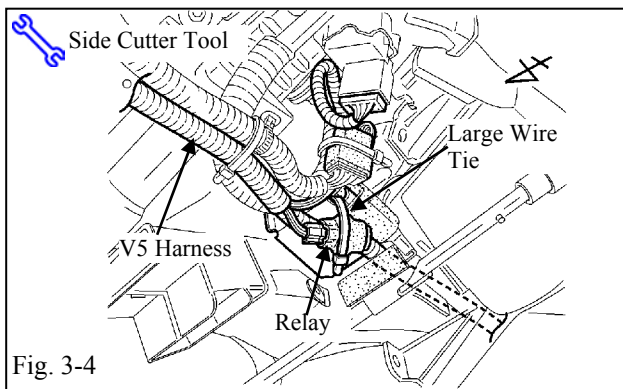 Side Cutter Tool
Large Wire
Tie
V5 Harness
Relay
Fig. 3-4